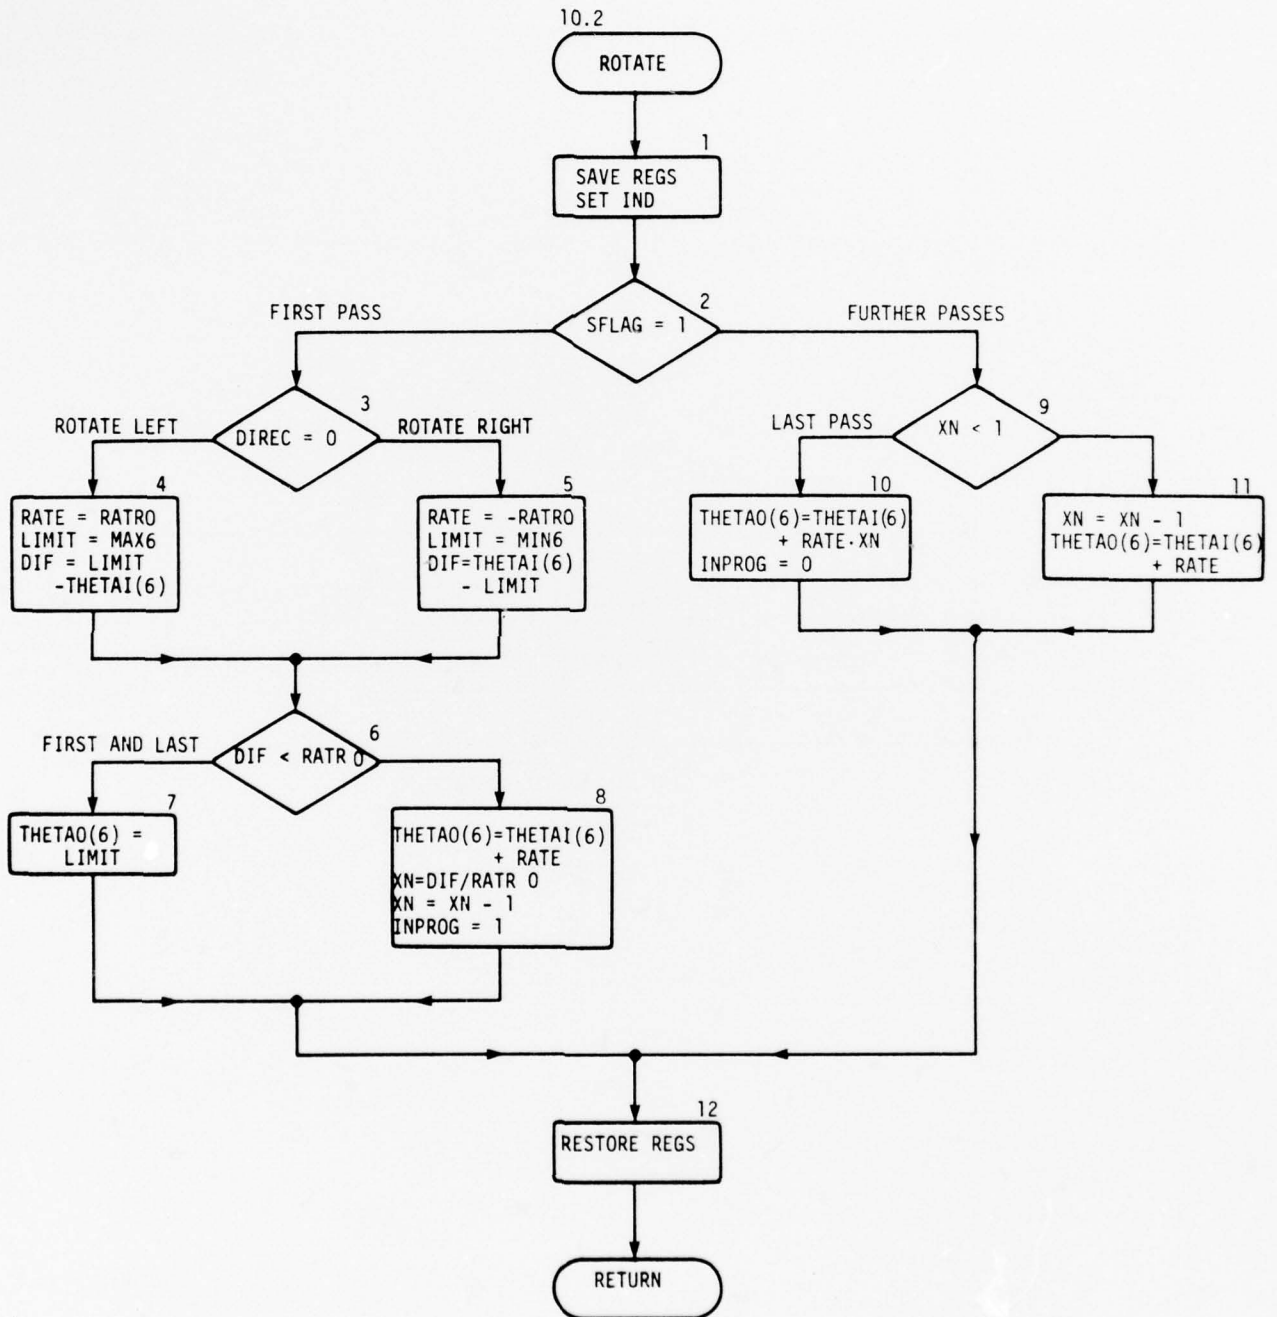 10.2
ROTATE
1
SAVE REGS
SET IND
2
SFLAG = 1
FIRST PASS
FURTHER PASSES
3
DIREC = 0
ROTATE LEFT
ROTATE RIGHT
9
XN < 1
LAST PASS
4
RATE = RATRO
LIMIT = MAX6
DIF = LIMIT
-THETAI(6)
5
RATE = -RATRO
LIMIT = MIN6
DIF=THETAI(6)
- LIMIT
10
THETAO(6)=THETAI(6)
+ RATE·XN
INPROG = 0
11
XN = XN - 1
THETAO(6)=THETAI(6)
+ RATE
6
DIF < RATR O
FIRST AND LAST
7
THETAO(6) =
LIMIT
8
THETAO(6)=THETAI(6)
+ RATE
XN=DIF/RATR O
XN = XN - 1
INPROG = 1
12
RESTORE REGS
RETURN